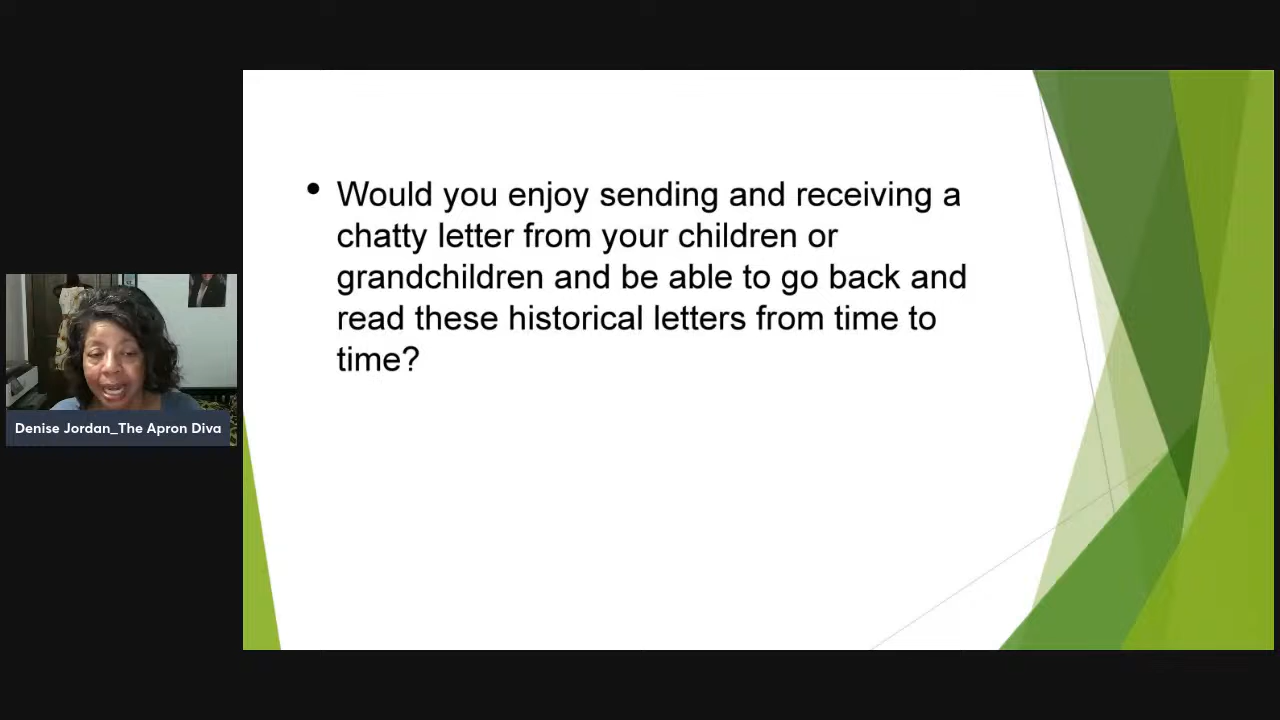 • Would you enjoy sending and receiving a
chatty letter from your children or
grandchildren and be able to go back and
read these historical letters from time to
time?
Denise Jordan_The Apron Diva